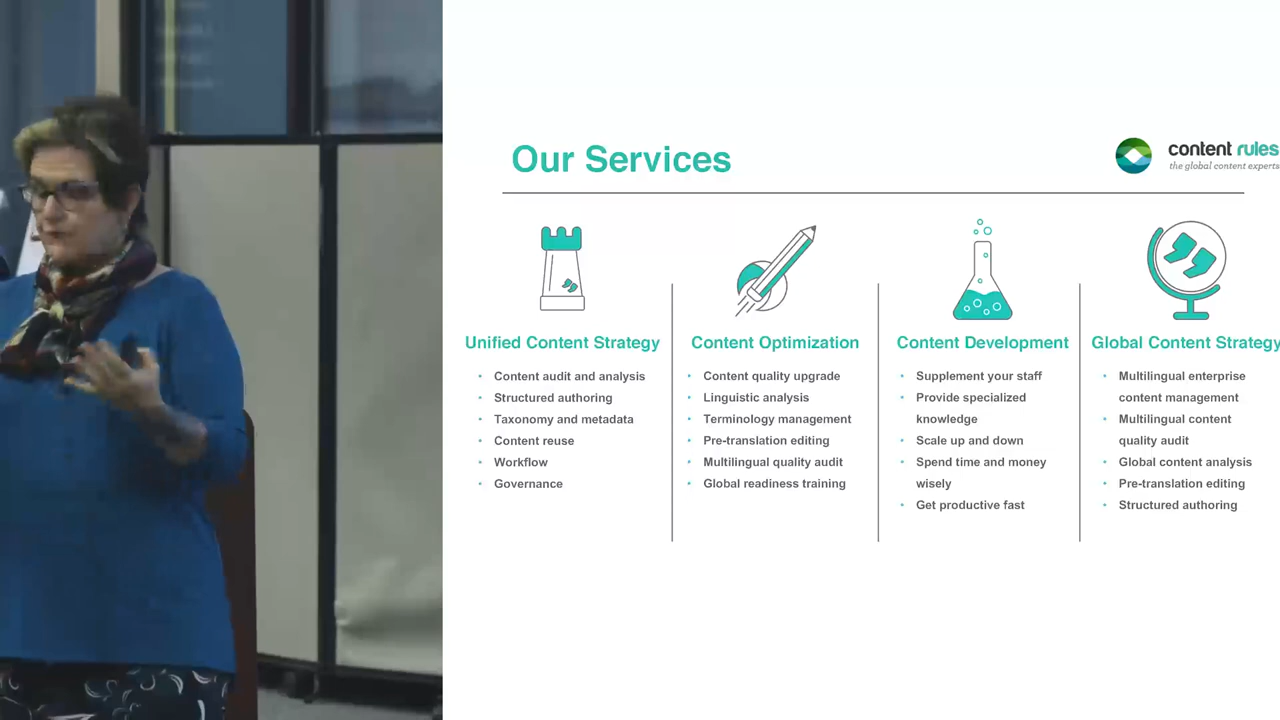 Our Services
content rules
the global content experts
Unified Content Strategy
Content audit and analysis
Structured authoring
Taxonomy and metadata
Content reuse
Workflow
Governance
Content Optimization
Content quality upgrade
Linguistic analysis
Terminology management
Pre-translation editing
Multilingual quality audit
Global readiness training
Content Development
Supplement your staff
Provide specialized
knowledge
Scale up and down
Spend time and money
wisely
Get productive fast
Global Content Strategy
Multilingual enterprise
content management
Multilingual content
quality audit
Global content analysis
Pre-translation editing
Structured authoring